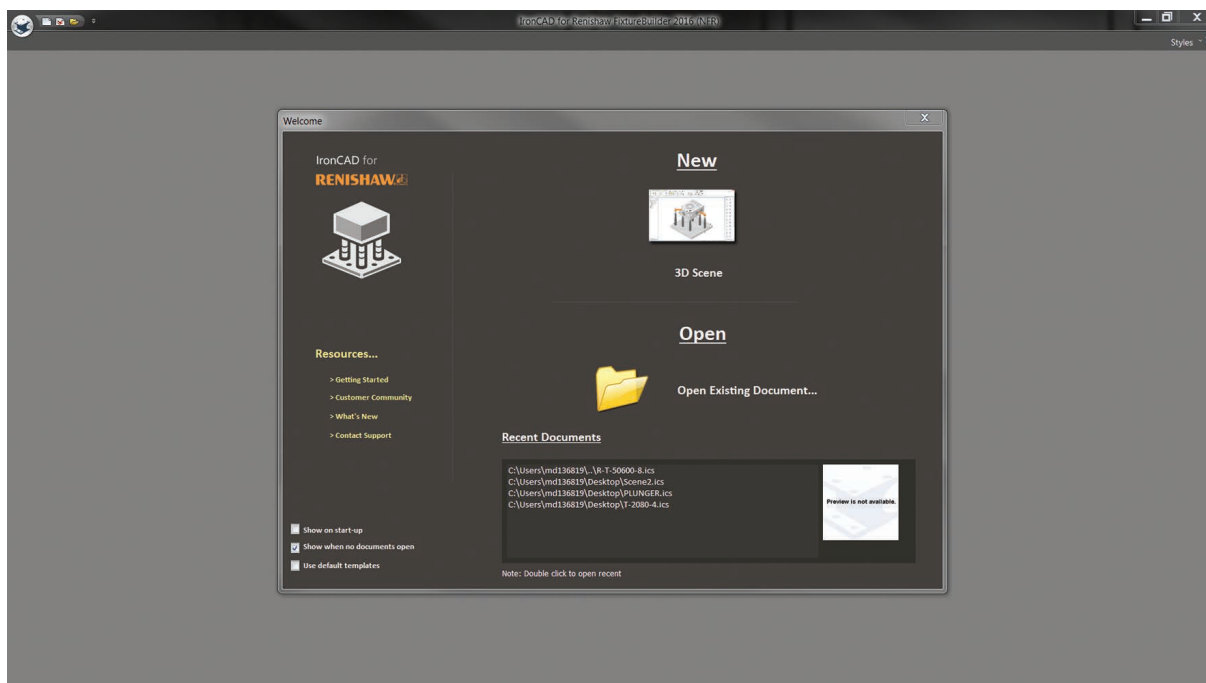 IronCAD for Renishaw FixtureBuilder 2016 (NFR)
Styles
Welcome
X
IronCAD for
RENISHAW
New
3D Scene
Open
Open Existing Document...
Resources...
> Getting Started
> Customer Community
> What's New
> Contact Support
Recent Documents
C:\Users\md136819\..\R-T-50600-8.ics
C:\Users\md136819\Desktop\Scene2.ics
C:\Users\md136819\Desktop\PLUNGER.ics
C:\Users\md136819\Desktop\T-2080-4.ics
Preview is not available.
Show on start-up
Show when no documents open
Use default templates
Note: Double click to open recent